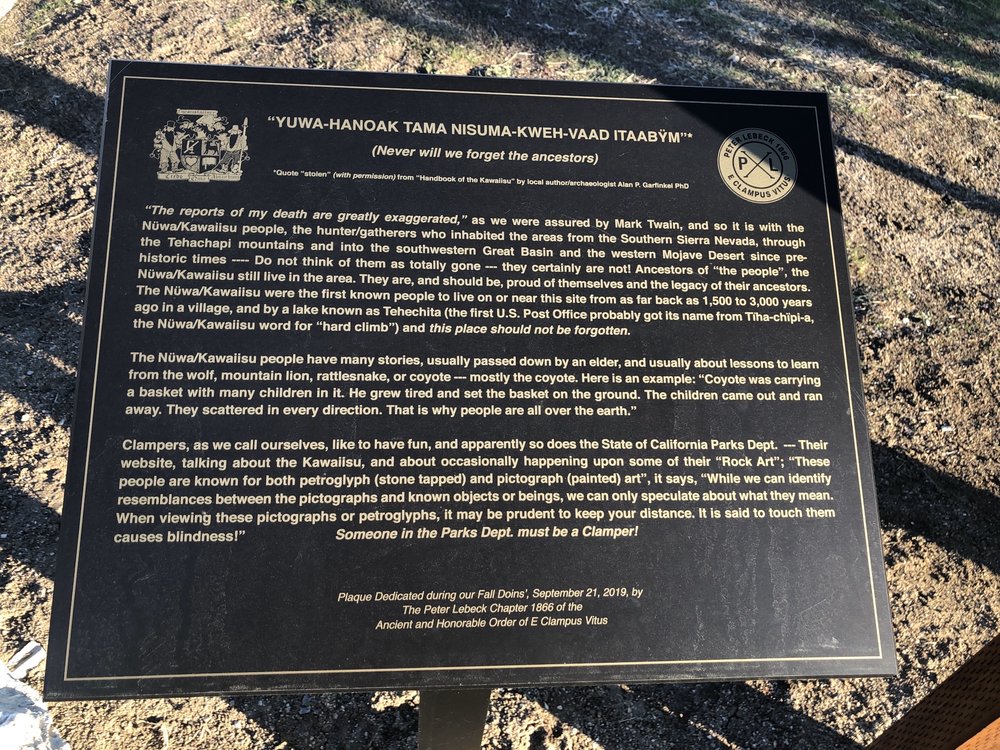 "YUWA-HANOAK TAMA NISUMA-KWEH-VAAD ITAABŸM"*
(Never will we forget the ancestors)
*Quote "stolen" (with permission) from "Handbook of the Kawaiisu" by local author/archaeologist Alan P. Garfinkel PhD
PETER LEBECK 1866
P L
E CLAMPUS VITUS
"The reports of my death are greatly exaggerated," as we were assured by Mark Twain, and so it is with the
Nüwa/Kawaiisu people, the hunter/gatherers who inhabited the areas from the Southern Sierra Nevada, through
the Tehachapi mountains and into the southwestern Great Basin and the western Mojave Desert since pre-
historic times ---- Do not think of them as totally gone --- they certainly are not! Ancestors of "the people", the
Nüwa/Kawaiisu still live in the area. They are, and should be, proud of themselves and the legacy of their ancestors.
The Nüwa/Kawaiisu were the first known people to live on or near this site from as far back as 1,500 to 3,000 years
ago in a village, and by a lake known as Tehechita (the first U.S. Post Office probably got its name from Tïha-chïpi-a,
the Nüwa/Kawaiisu word for "hard climb") and this place should not be forgotten.
The Nüwa/Kawaiisu people have many stories, usually passed down by an elder, and usually about lessons to learn
from the wolf, mountain lion, rattlesnake, or coyote --- mostly the coyote. Here is an example: "Coyote was carrying
a basket with many children in it. He grew tired and set the basket on the ground. The children came out and ran
away. They scattered in every direction. That is why people are all over the earth."
Clampers, as we call ourselves, like to have fun, and apparently so does the State of California Parks Dept. --- Their
website, talking about the Kawaiisu, and about occasionally happening upon some of their "Rock Art"; "These
people are known for both petroglyph (stone tapped) and pictograph (painted) art", it says, "While we can identify
resemblances between the pictographs and known objects or beings, we can only speculate about what they mean.
When viewing these pictographs or petroglyphs, it may be prudent to keep your distance. It is said to touch them
causes blindness!" Someone in the Parks Dept. must be a Clamper!
Plaque Dedicated during our Fall Doins', September 21, 2019, by
The Peter Lebeck Chapter 1866 of the
Ancient and Honorable Order of E Clampus Vitus